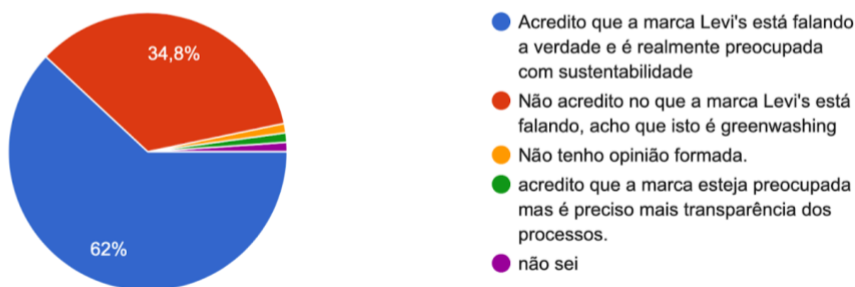 34,8%
62%
Acredito que a marca Levi's está falando
a verdade e é realmente preocupada
com sustentabilidade
Não acredito no que a marca Levi's está
falando, acho que isto é greenwashing
Não tenho opinião formada.
acredito que a marca esteja preocupada
mas é preciso mais transparência dos
processos.
não sei